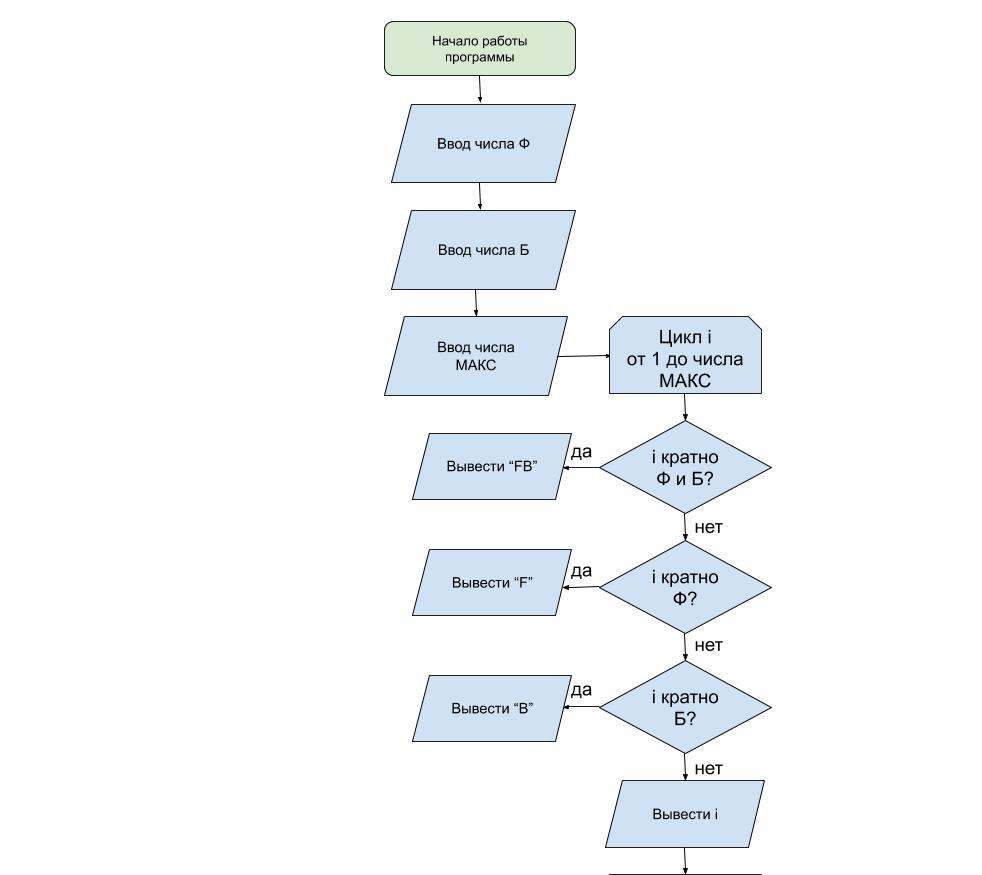 Начало работы
программы
Ввод числа Ф
Ввод числа Б
Ввод числа
МАКС
Цикл i
от 1 до числа
МАКС
i кратно
Ф и Б?
да
Вывести “FB”
нет
i кратно
Ф?
да
Вывести “F”
нет
i кратно
Б?
да
Вывести “B”
нет
Вывести i